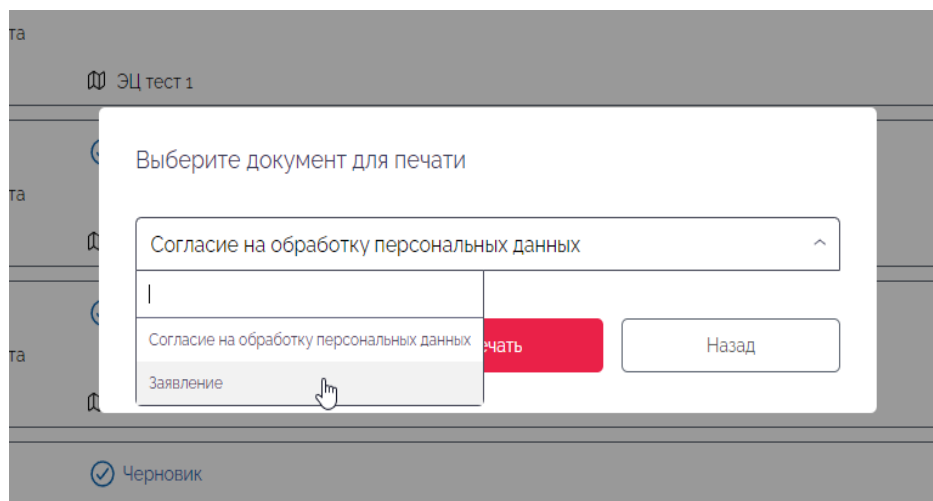 та
ЭЦ тест 1
Выберите документ для печати
та
Согласие на обработку персональных данных
Согласие на обработку персональных данных
Назад
та
Заявление
Черновик